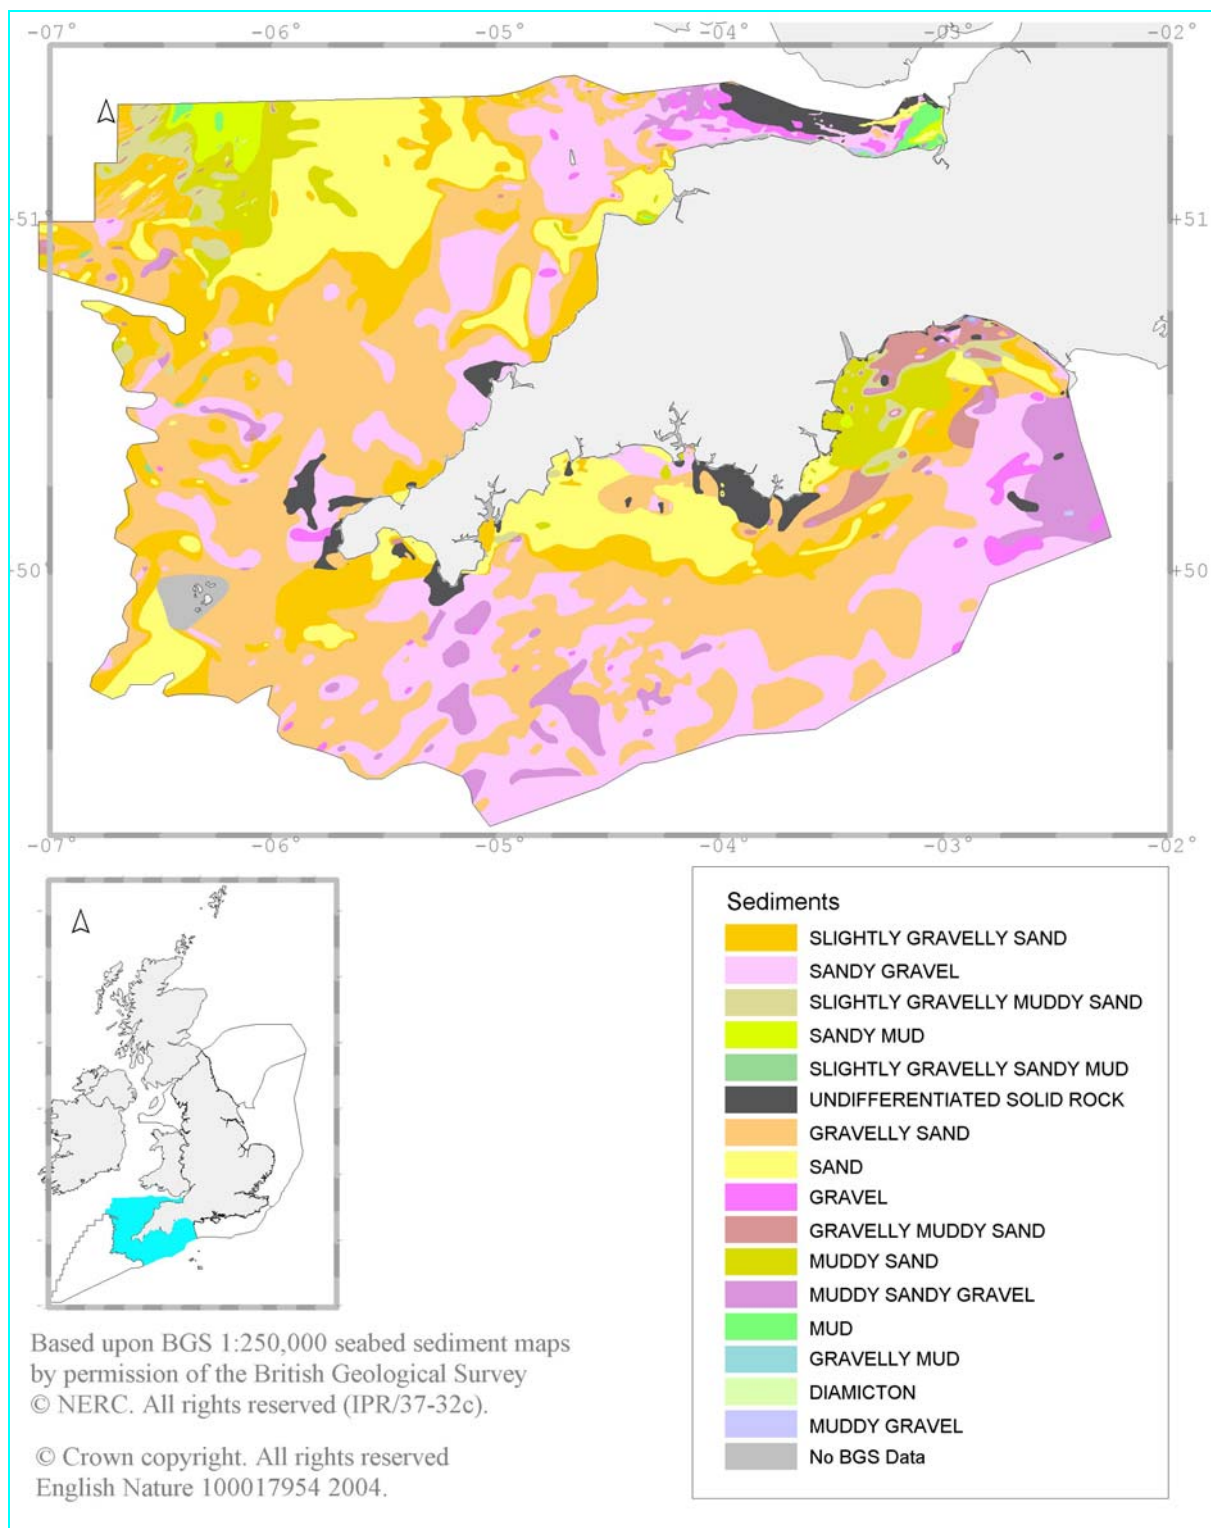 -07° -06° -05° -04° -03° -02°
-51° +51°
-50° +50°
-07° -06° -05° -04° -03° -02°
Sediments
SLIGHTLY GRAVELLY SAND
SANDY GRAVEL
SLIGHTLY GRAVELLY MUDDY SAND
SANDY MUD
SLIGHTLY GRAVELLY SANDY MUD
UNDIFFERENTIATED SOLID ROCK
GRAVELLY SAND
SAND
GRAVEL
GRAVELLY MUDDY SAND
MUDDY SAND
MUDDY SANDY GRAVEL
MUD
GRAVELLY MUD
DIAMICTON
MUDDY GRAVEL
No BGS Data
Based upon BGS 1:250,000 seabed sediment maps
by permission of the British Geological Survey
© NERC. All rights reserved (IPR/37-32c).
© Crown copyright. All rights reserved
English Nature 100017954 2004.